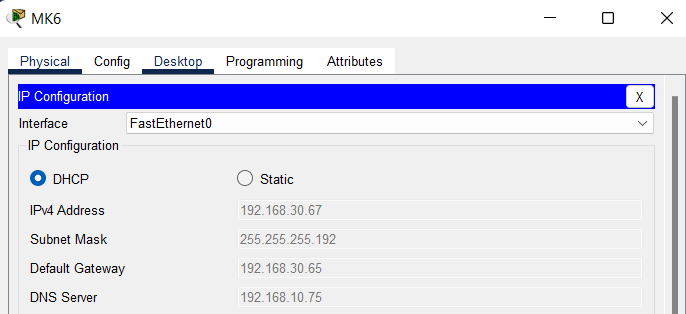 MK6
Physical Config Desktop Programming Attributes
IP Configuration X
Interface FastEthernet0
IP Configuration
DHCP Static
IPv4 Address 192.168.30.67
Subnet Mask 255.255.255.192
Default Gateway 192.168.30.65
DNS Server 192.168.10.75